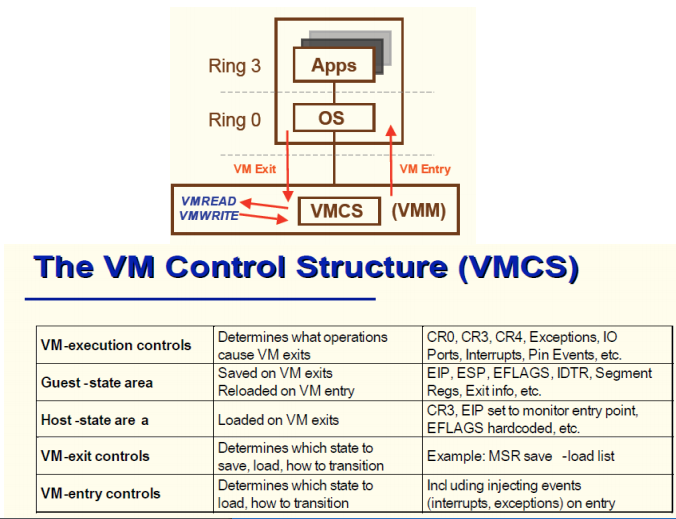 Ring 3
Apps
Ring 0
OS
VM Exit
VM Entry
VMREAD
VMWRITE
VMCS
(VMM)
The VM Control Structure (VMCS)
VM-execution controls
Determines what operations
cause VM exits
CR0, CR3, CR4, Exceptions, IO
Ports, Interrupts, Pin Events, etc.
Guest -state area
Saved on VM exits
Reloaded on VM entry
EIP, ESP, EFLAGS, IDTR, Segment
Regs, Exit info, etc.
Host -state are a
Loaded on VM exits
CR3, EIP set to monitor entry point,
EFLAGS hardcoded, etc.
VM-exit controls
Determines which state to
save, load, how to transition
Example: MSR save -load list
VM-entry controls
Determines which state to
load, how to transition
Incl uding injecting events
(interrupts, exceptions) on entry